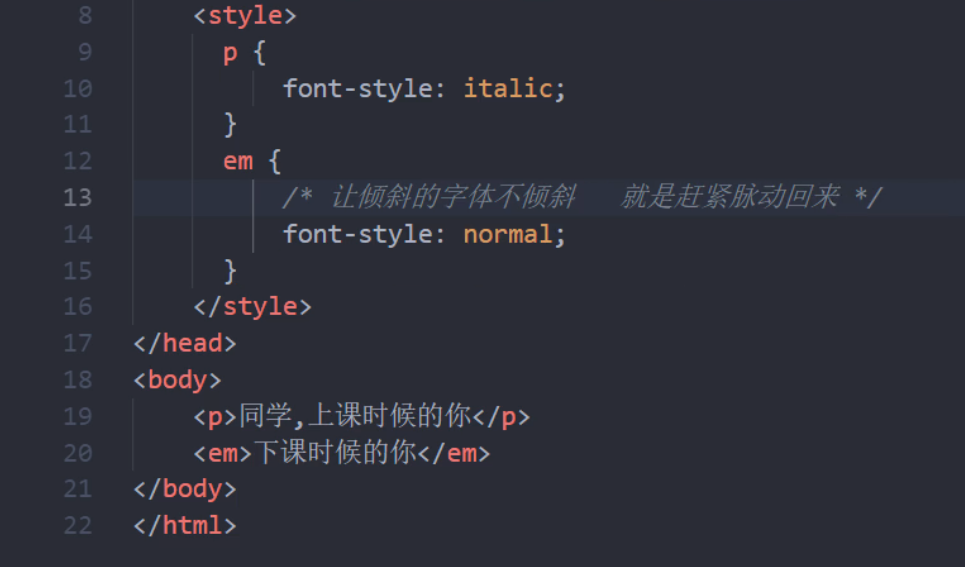 8 <style>
9 p {
10 font-style: italic;
11 }
12 em {
13 /* 让倾斜的字体不倾斜 就是赶紧脉动回来 */
14 font-style: normal;
15 }
16 </style>
17 </head>
18 <body>
19 <p>同学,上课时候的你</p>
20 <em>下课时候的你</em>
21 </body>
22 </html>